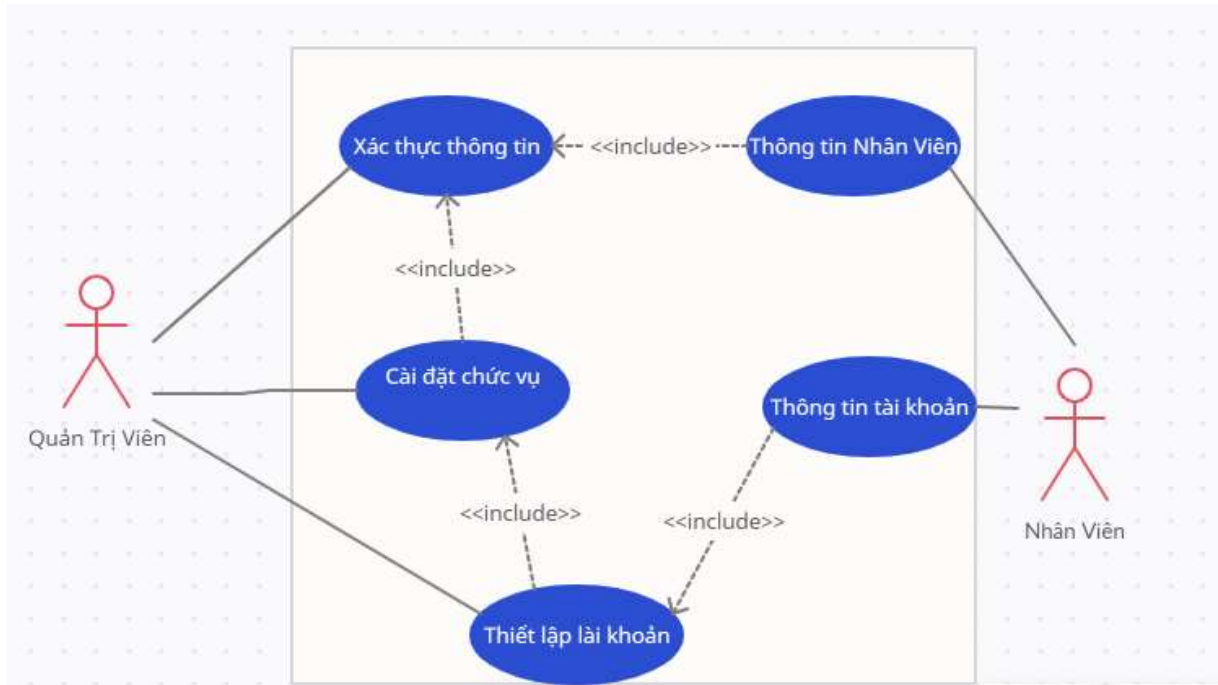 Xác thực thông tin
<<include>>
Thông tin Nhân Viên
<<include>>
Cài đặt chức vụ
Thông tin tài khoản
Quản Trị Viên
<<include>>
<<include>>
Nhân Viên
Thiết lập lài khoản